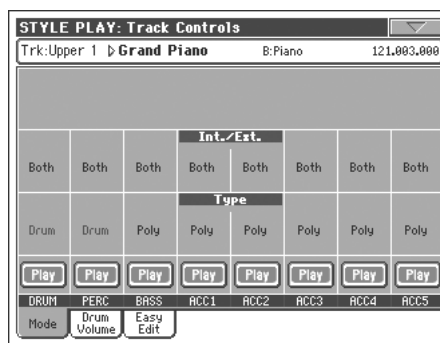 STYLE PLAY: Track Controls
Trk:Upper 1 ▷Grand Piano B:Piano 121.003.000
Int./Ext.
Both Both Both Both Both Both Both Both
Type
Drum Drum Poly Poly Poly Poly Poly Poly
Play Play Play Play Play Play Play Play
DRUM PERC BASS ACC1 ACC2 ACC3 ACC4 ACC5
Mode Drum Volume Easy Edit